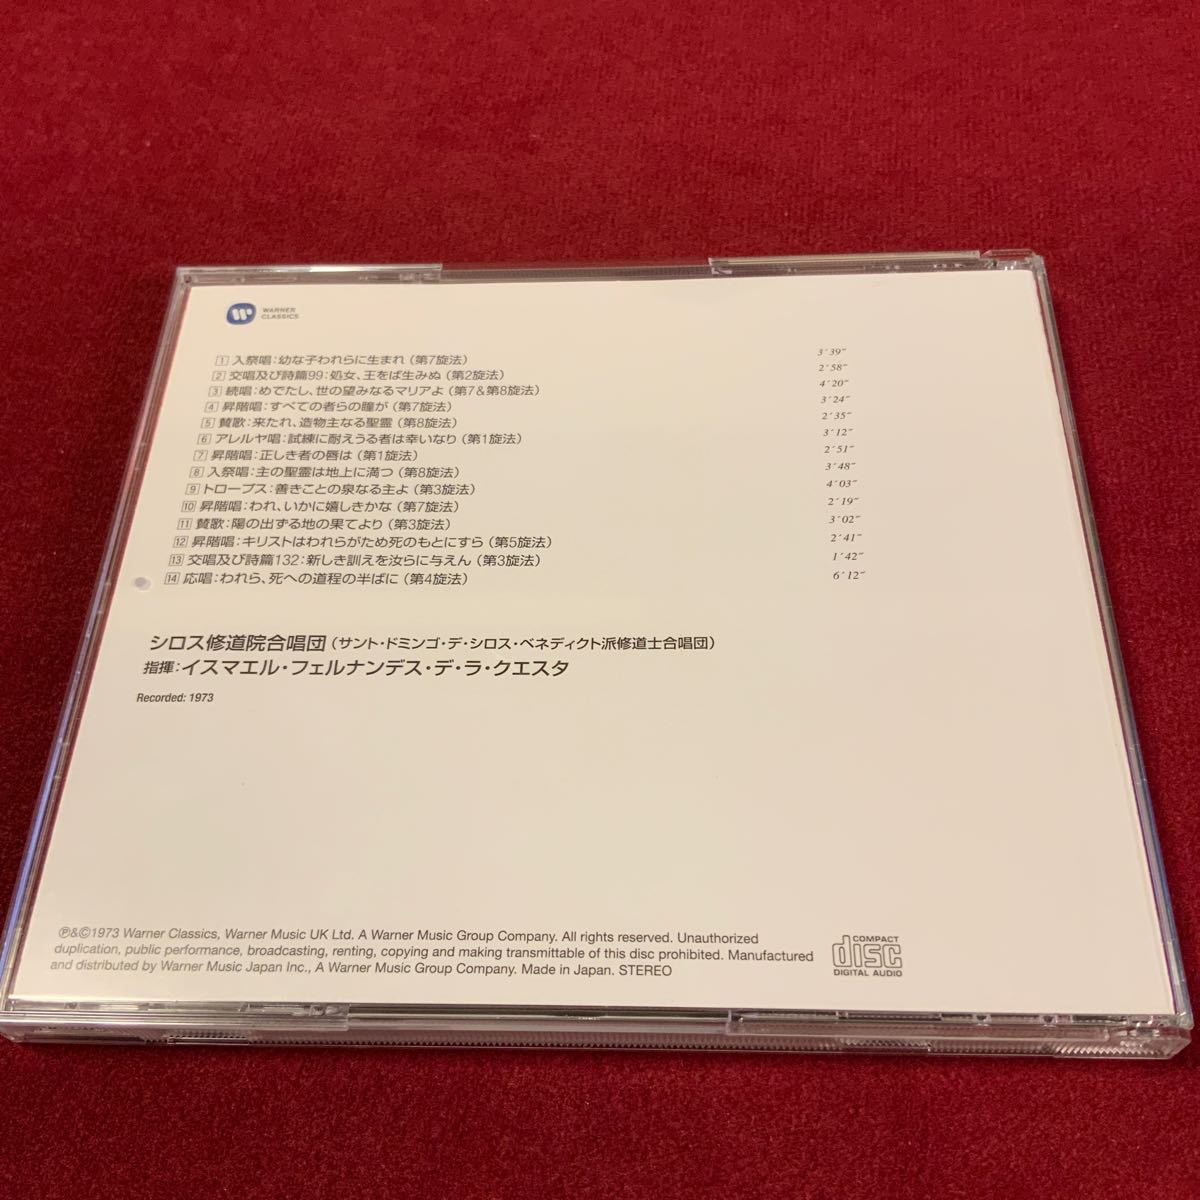 WARNER
CLASSICS
1 入祭唱：幼な子われらに生まれ（第7旋法） 3´39˝
2 交唱及び詩篇99：処女、王をば生みぬ（第2旋法） 2´58˝
3 続唱：めでたし、世の望みなるマリアよ（第7＆第8旋法） 4´20˝
4 昇階唱：すべての者らの瞳が（第7旋法） 3´24˝
5 賛歌：来たれ、造物主なる聖霊（第8旋法） 2´35˝
6 アレルヤ唱：試練に耐えうる者は幸いなり（第1旋法） 3´12˝
7 昇階唱：正しき者の唇は（第1旋法） 2´51˝
8 入祭唱：主の聖霊は地上に満つ（第8旋法） 3´48˝
9 トロープス：善きことの泉なる主よ（第3旋法） 4´03˝
10 昇階唱：われ、いかに嬉しきかな（第7旋法） 2´19˝
11 賛歌：陽の出ずる地の果てより（第3旋法） 3´02˝
12 昇階唱：キリストはわれらがため死のもとにすら（第5旋法） 2´41˝
13 交唱及び詩篇132：新しき訓えを汝らに与えん（第3旋法） 1´42˝
14 応唱：われら、死への道程の半ばに（第4旋法） 6´12˝
シロス修道院合唱団（サント・ドミンゴ・デ・シロス・ベネディクト派修道士合唱団）
指揮：イスマエル・フェルナンデス・デ・ラ・クエスタ
Recorded: 1973
℗&©1973 Warner Classics, Warner Music UK Ltd. A Warner Music Group Company. All rights reserved. Unauthorized
duplication, public performance, broadcasting, renting, copying and making transmittable of this disc prohibited. Manufactured
and distributed by Warner Music Japan Inc., A Warner Music Group Company. Made in Japan. STEREO
COMPACT
disc
DIGITAL AUDIO